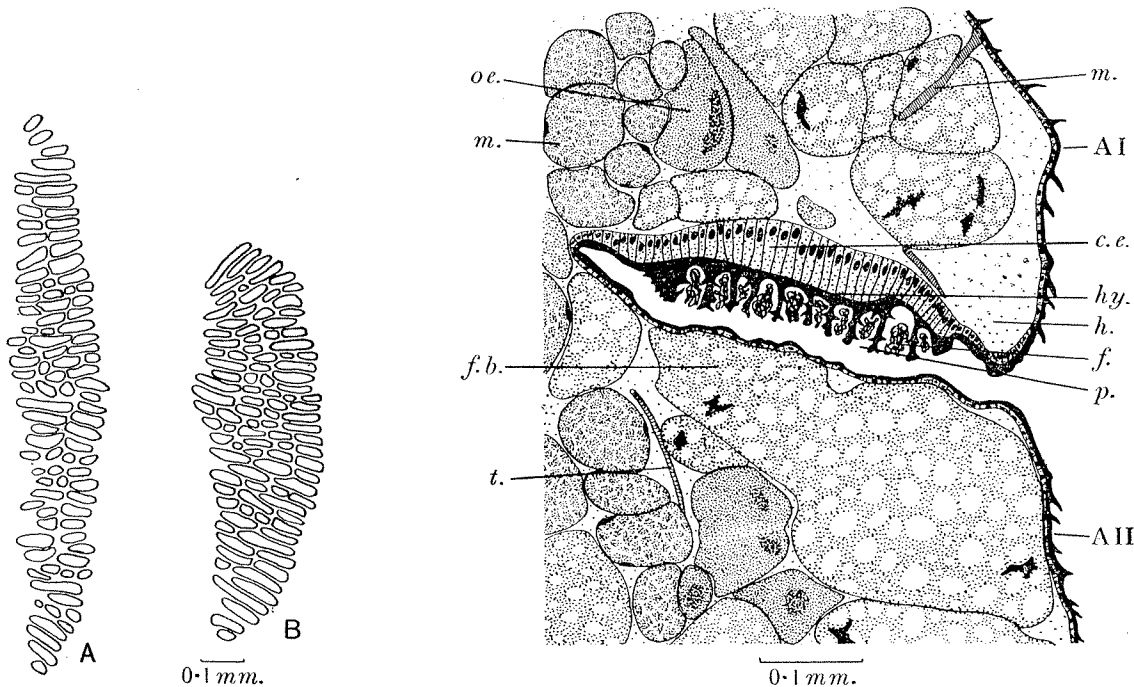 oe.
m.
m.
A I
c.e.
hy.
h.
f.
f.b.
p.
t.
A II
A
B
0·1 mm.
0·1 mm.